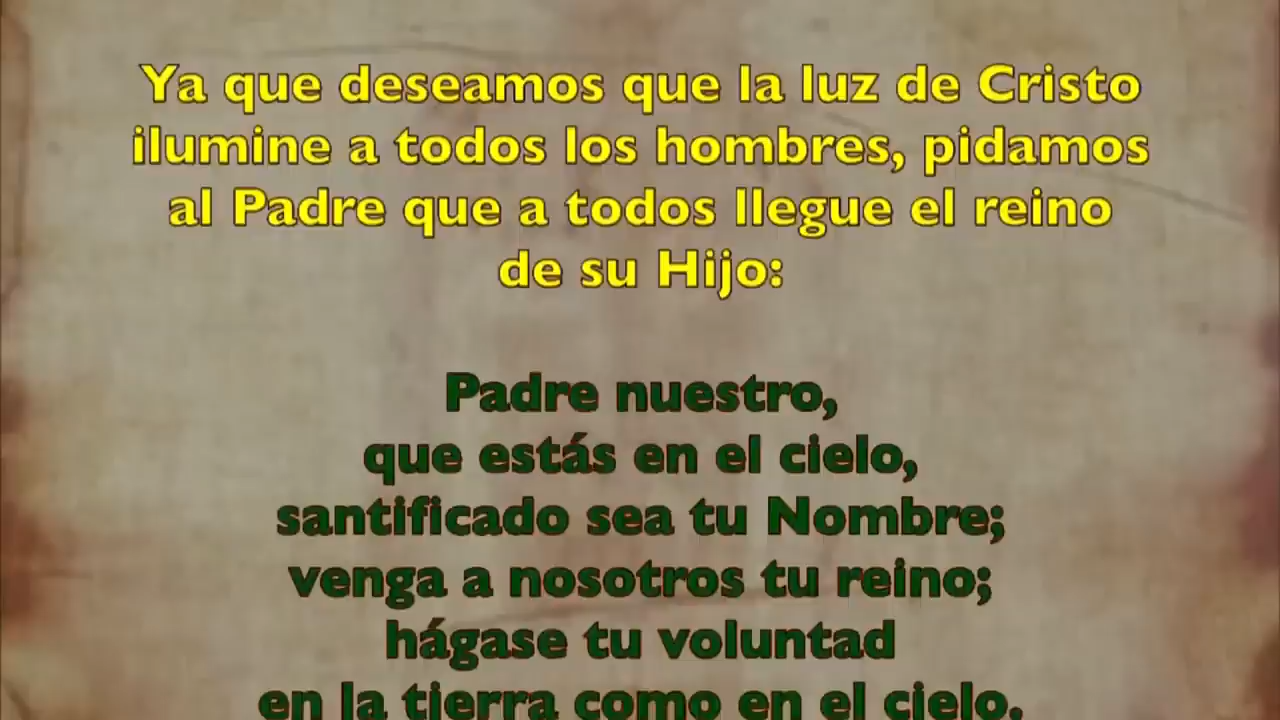 Ya que deseamos que la luz de Cristo
ilumine a todos los hombres, pidamos
al Padre que a todos llegue el reino
de su Hijo:
Padre nuestro,
que estás en el cielo,
santificado sea tu Nombre;
venga a nosotros tu reino;
hágase tu voluntad
en la tierra como en el cielo.